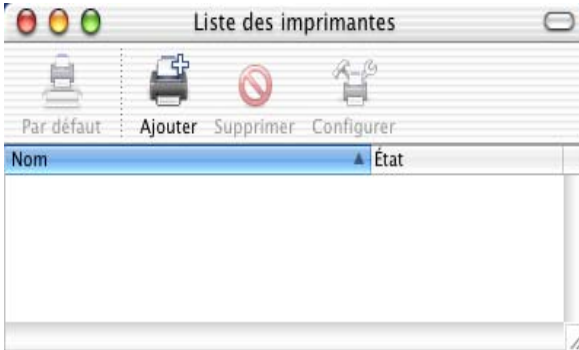 Liste des imprimantes
Par défaut Ajouter Supprimer Configurer
Nom État